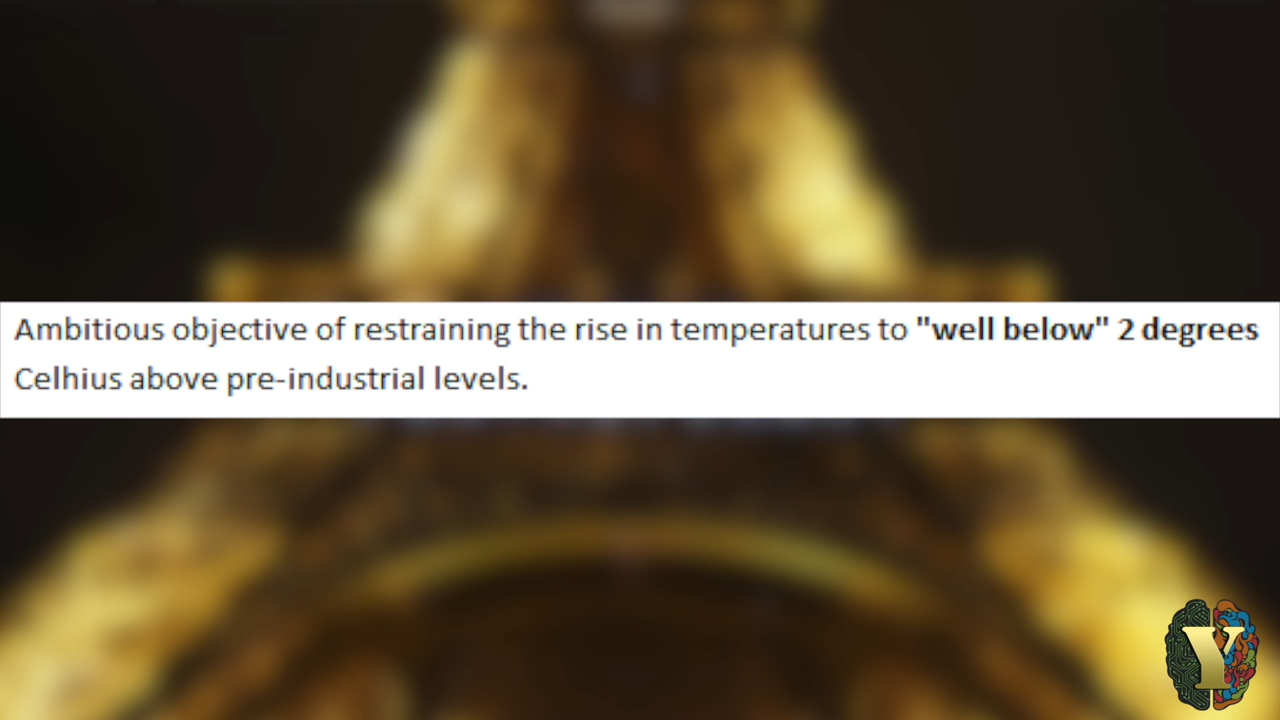 Ambitious objective of restraining the rise in temperatures to "well below" 2 degrees
Celhius above pre-industrial levels.
Y